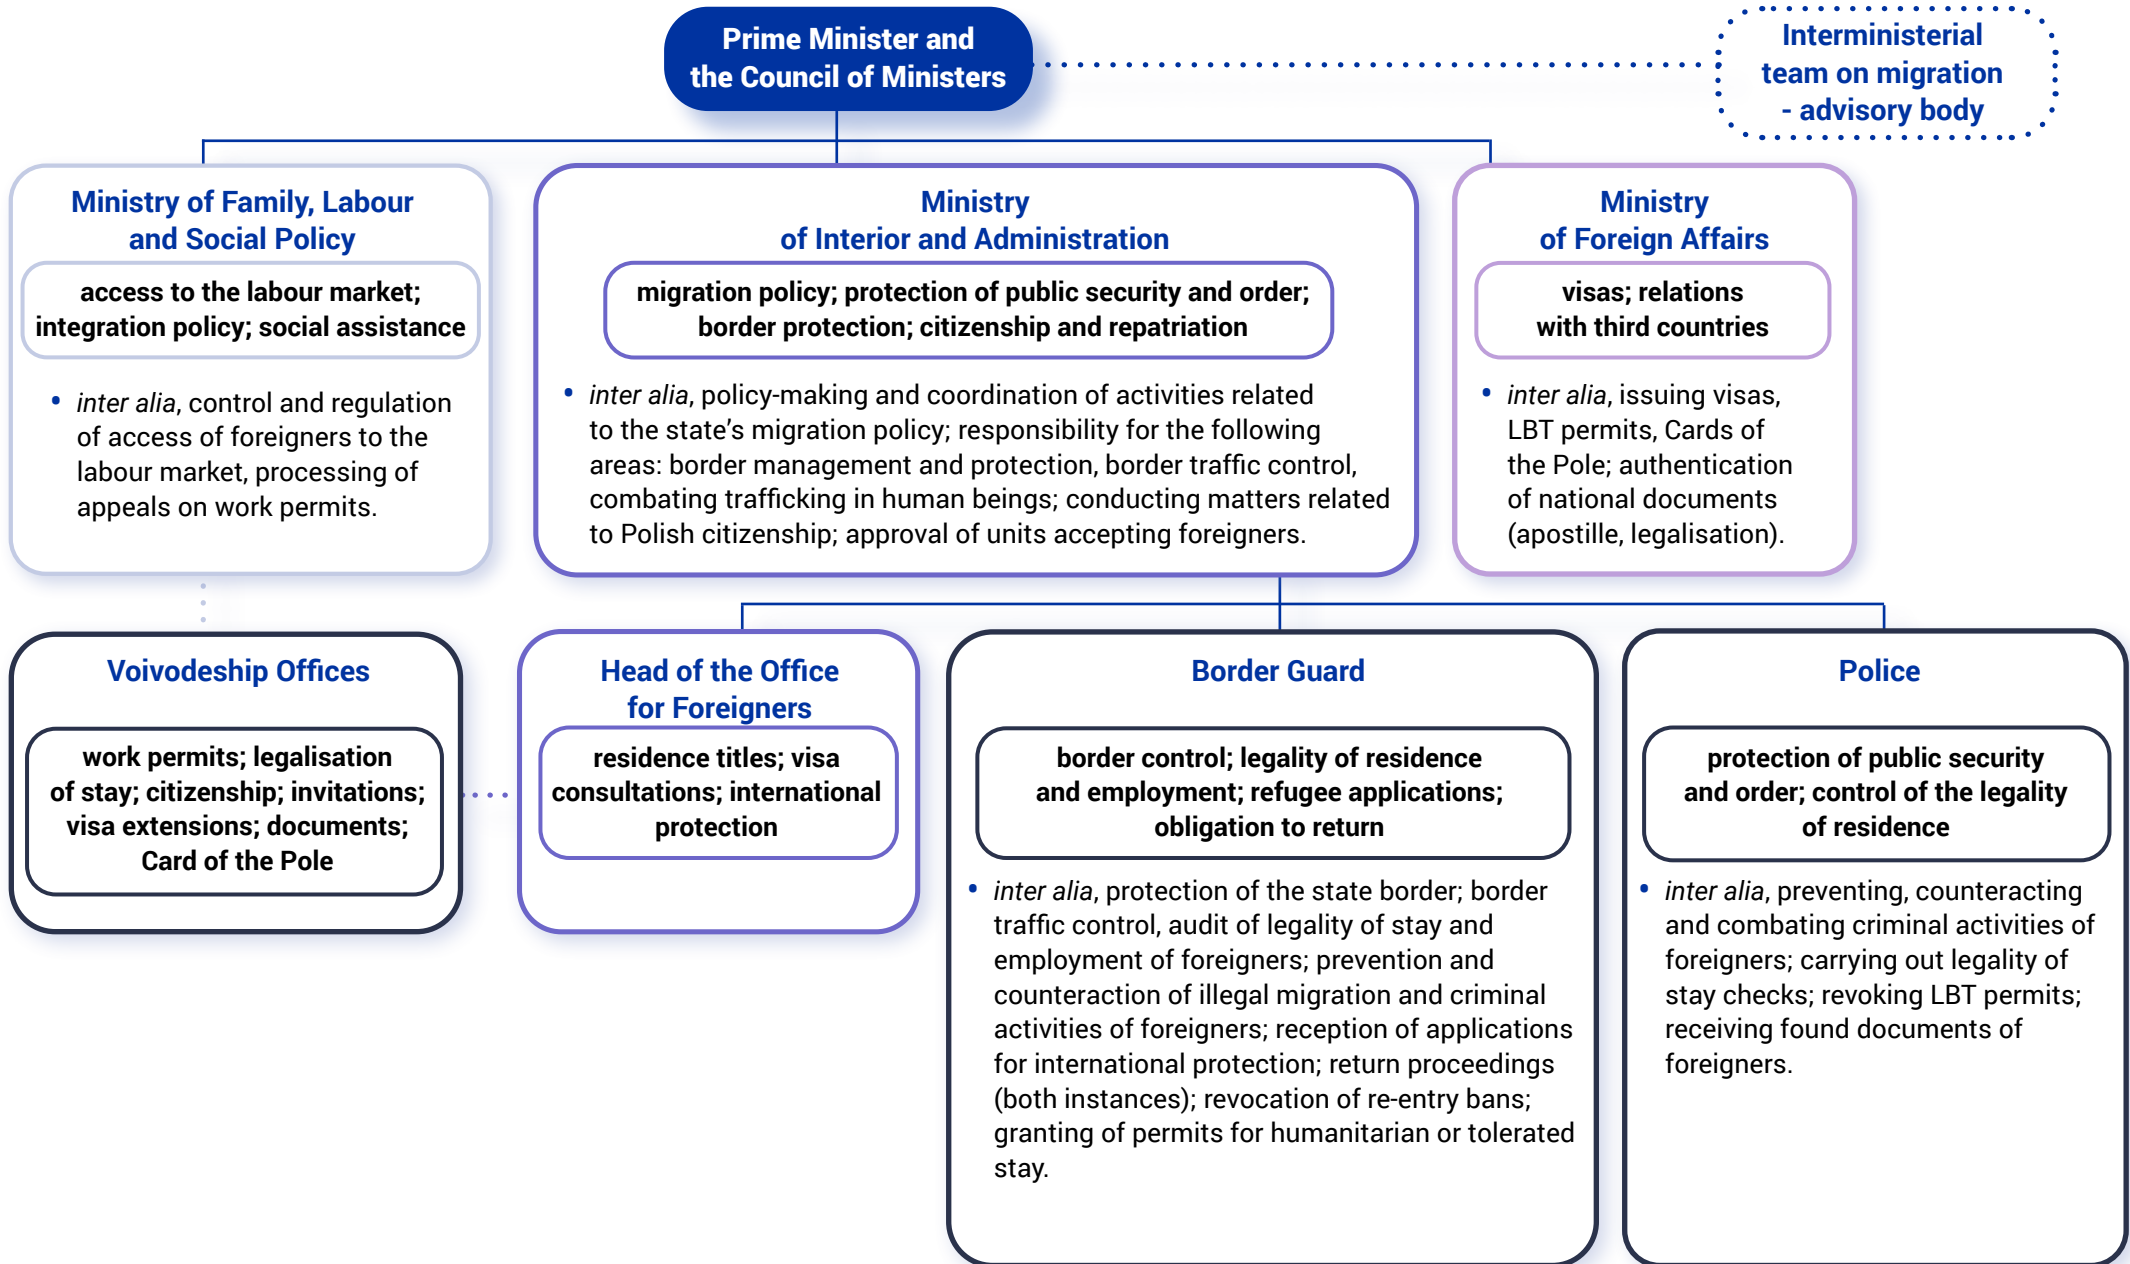 Prime Minister and
the Council of Ministers
Interministerial
team on migration
- advisory body
Ministry of Family, Labour
and Social Policy
access to the labour market;
integration policy; social assistance
• inter alia, control and regulation
of access of foreigners to the
labour market, processing of
appeals on work permits.
Ministry
of Interior and Administration
migration policy; protection of public security and order;
border protection; citizenship and repatriation
• inter alia, policy-making and coordination of activities related
to the state’s migration policy; responsibility for the following
areas: border management and protection, border traffic control,
combating trafficking in human beings; conducting matters related
to Polish citizenship; approval of units accepting foreigners.
Ministry
of Foreign Affairs
visas; relations
with third countries
• inter alia, issuing visas,
LBT permits, Cards of
the Pole; authentication
of national documents
(apostille, legalisation).
Voivodeship Offices
work permits; legalisation
of stay; citizenship; invitations;
visa extensions; documents;
Card of the Pole
Head of the Office
for Foreigners
residence titles; visa
consultations; international
protection
Border Guard
border control; legality of residence
and employment; refugee applications;
obligation to return
• inter alia, protection of the state border; border
traffic control, audit of legality of stay and
employment of foreigners; prevention and
counteraction of illegal migration and criminal
activities of foreigners; reception of applications
for international protection; return proceedings
(both instances); revocation of re-entry bans;
granting of permits for humanitarian or tolerated
stay.
Police
protection of public security
and order; control of the legality
of residence
• inter alia, preventing, counteracting
and combating criminal activities of
foreigners; carrying out legality of
stay checks; revoking LBT permits;
receiving found documents of
foreigners.